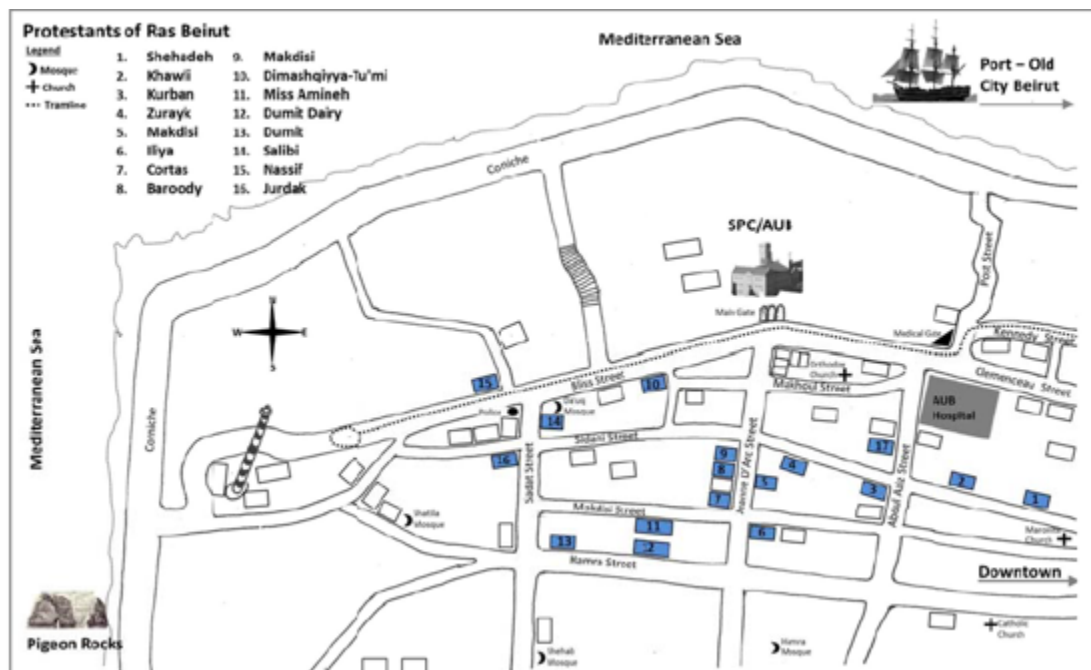 Protestants of Ras Beirut
Legend
Mosque
Church
Tramline
1. Shehadeh
2. Khawli
3. Kurban
4. Zurayk
5. Makdisi
6. Iliya
7. Cortas
8. Baroody
9. Makdisi
10. Dimashqiyya-Tu'mi
11. Miss Amineh
12. Dumit Dairy
13. Dumit
14. Salibi
15. Nassif
16. Jurdak
Mediterranean Sea
Port – Old
City Beirut
Coniche
SPC/AUB
Main Gate
Medical Gate
Post Street
Kennedy Street
Clemenceau Street
N
W E
S
Mediterranean Sea
Corniche
15
Bliss Street
10
Orthodox
Church
Makhoul Street
AUB
Hospital
Police
Da'uq
Mosque
14
Sidani Street
16
Sadat Street
9
8
7
Jeanne D'Arc Street
5
4
3
Aboul Aziz Street
2
1
Shatila
Mosque
Makdisi Street
11
13
6
Hamra Street
Maronite
Church
Downtown
Pigeon Rocks
Shehab
Mosque
Hamra
Mosque
Catholic
Church